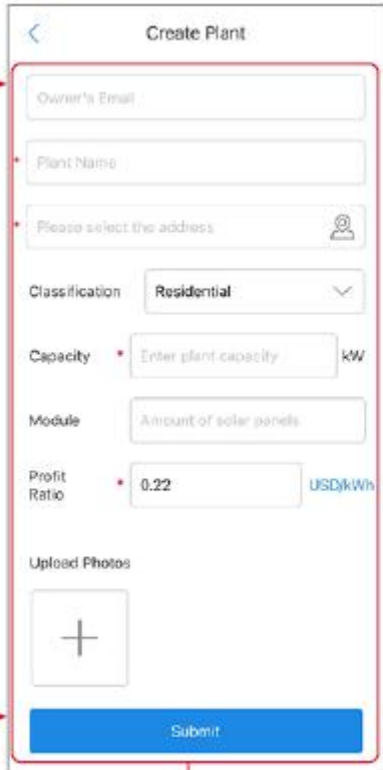 Create Plant
Owner's Email
* Plant Name
* Please select the address
Classification Residential
Capacity * Enter plant capacity kW
Module Amount of solar panels
Profit
Ratio * 0.22 USD/kWh
Upload Photos
Submit